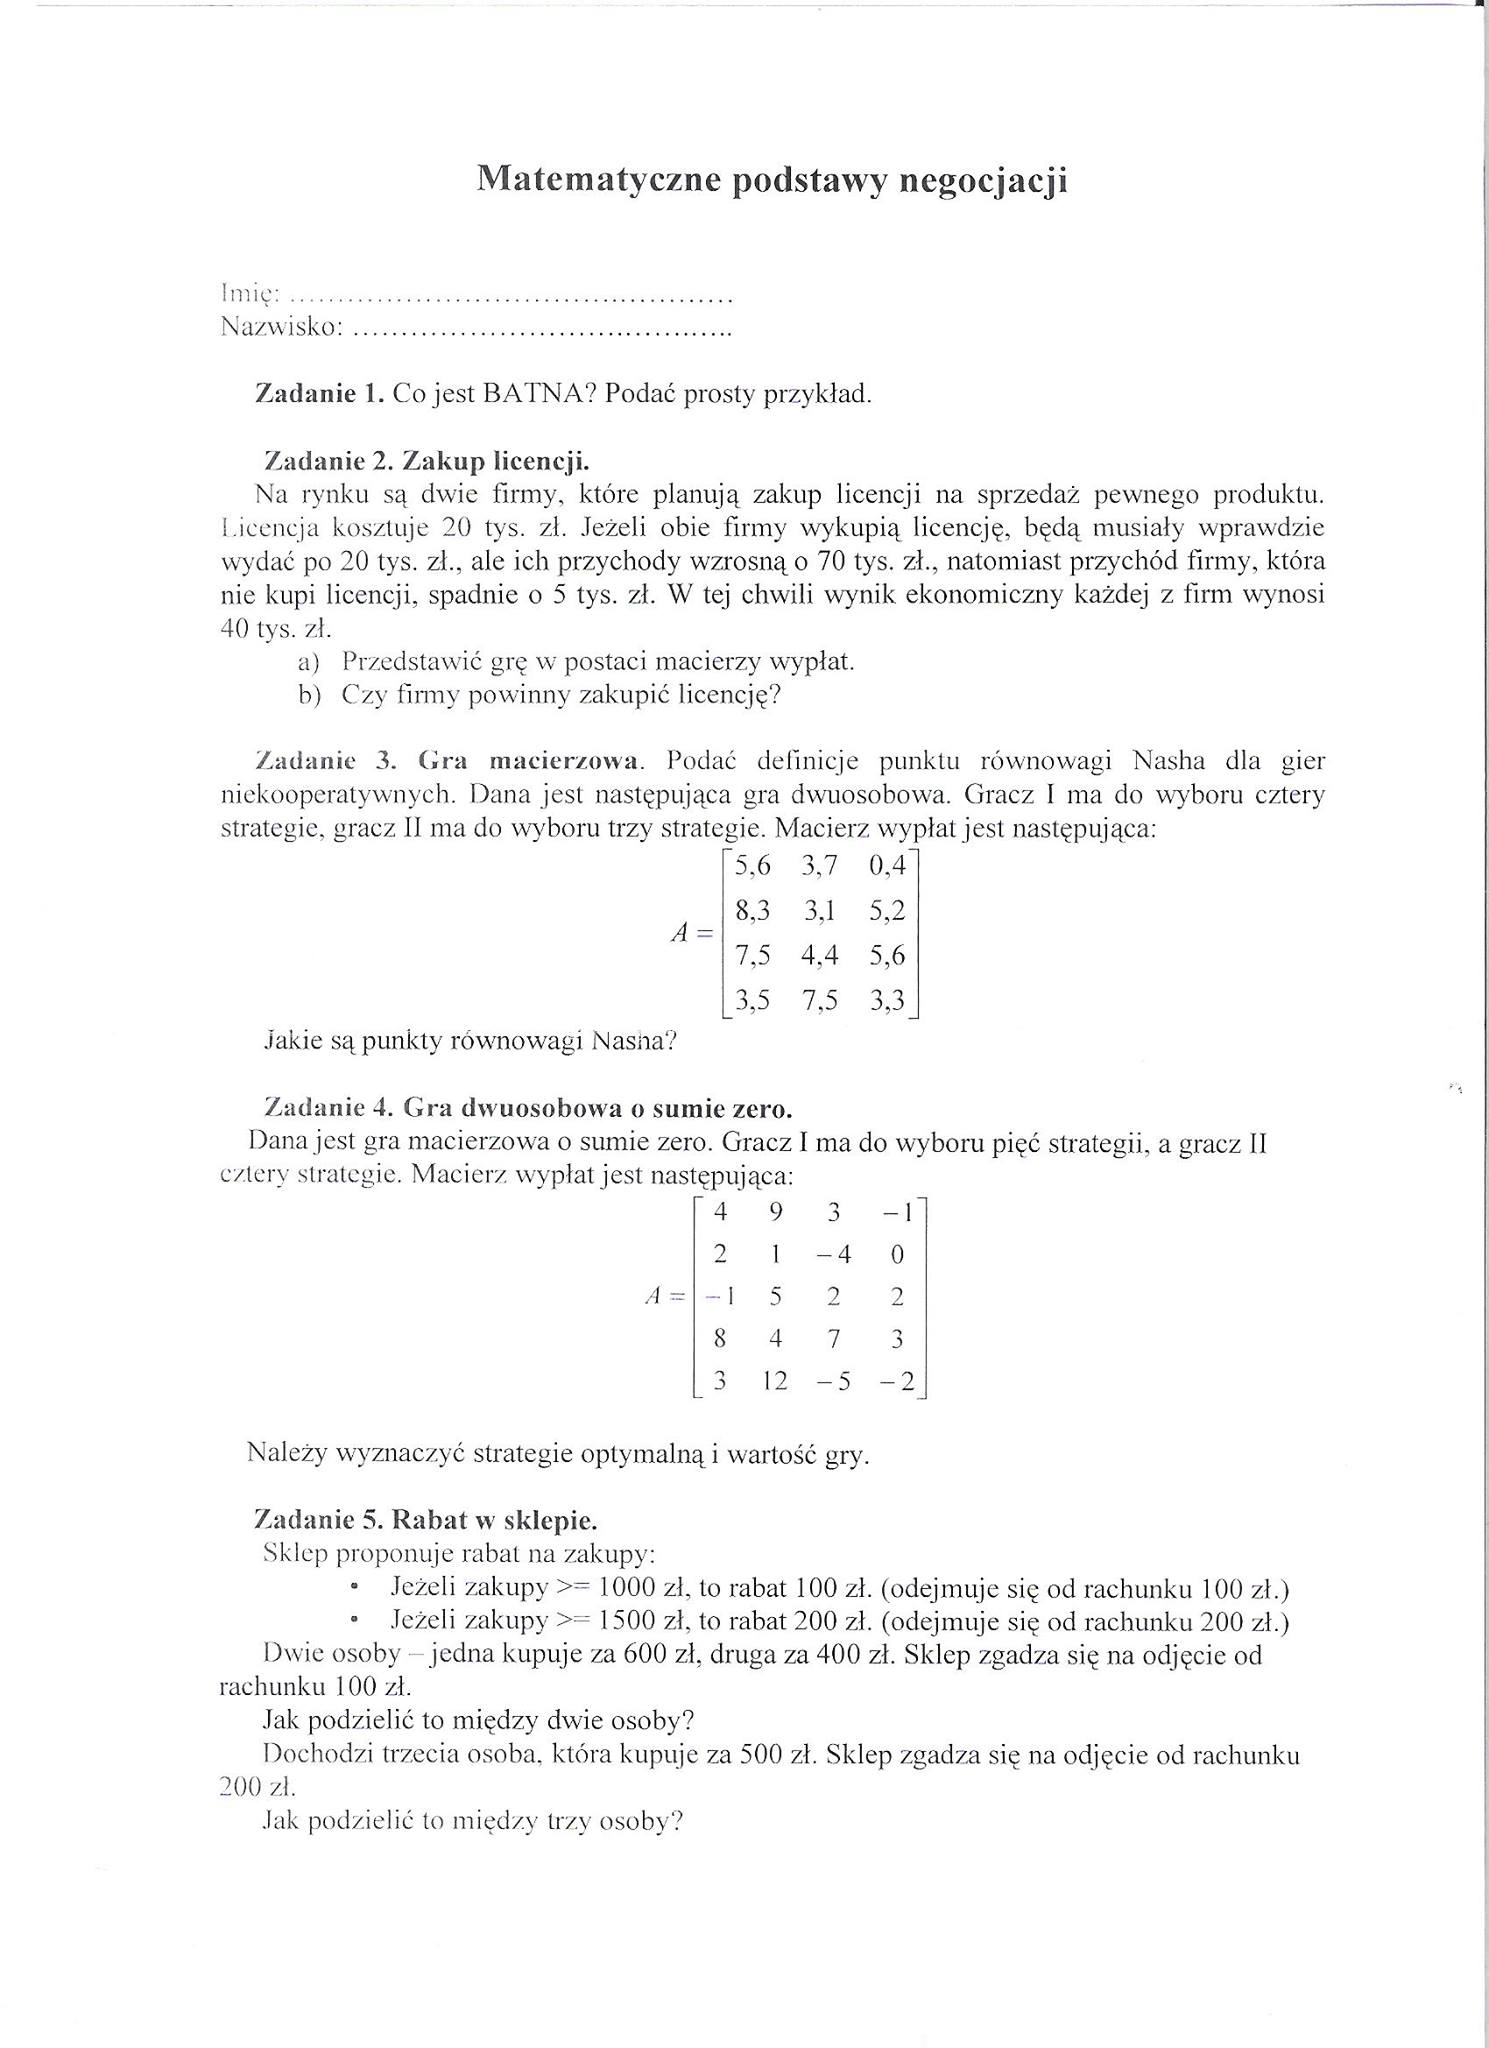 Matematyczne podstawy negocjacji
Imię: ................................................
Nazwisko: .........................................
Zadanie 1. Co jest BATNA? Podać prosty przykład.
Zadanie 2. Zakup licencji.
Na rynku są dwie firmy, które planują zakup licencji na sprzedaż pewnego produktu.
Licencja kosztuje 20 tys. zł. Jeżeli obie firmy wykupią licencję, będą musiały wprawdzie
wydać po 20 tys. zł., ale ich przychody wzrosną o 70 tys. zł., natomiast przychód firmy, która
nie kupi licencji, spadnie o 5 tys. zł. W tej chwili wynik ekonomiczny każdej z firm wynosi
40 tys. zł.
a) Przedstawić grę w postaci macierzy wypłat.
b) Czy firmy powinny zakupić licencję?
Zadanie 3. Gra macierzowa. Podać definicje punktu równowagi Nasha dla gier
niekooperatywnych. Dana jest następująca gra dwuosobowa. Gracz I ma do wyboru cztery
strategie, gracz II ma do wyboru trzy strategie. Macierz wypłat jest następująca:
5,6 3,7 0,4
8,3 3,1 5,2
A =
7,5 4,4 5,6
3,5 7,5 3,3
Jakie są punkty równowagi Nasha?
Zadanie 4. Gra dwuosobowa o sumie zero.
Dana jest gra macierzowa o sumie zero. Gracz I ma do wyboru pięć strategii, a gracz II
cztery strategie. Macierz wypłat jest następująca:
4 9 3 -1
2 1 -4 0
A = -1 5 2 2
8 4 7 3
3 12 -5 -2
Należy wyznaczyć strategie optymalną i wartość gry.
Zadanie 5. Rabat w sklepie.
Sklep proponuje rabat na zakupy:
• Jeżeli zakupy >= 1000 zł, to rabat 100 zł. (odejmuje się od rachunku 100 zł.)
• Jeżeli zakupy >= 1500 zł, to rabat 200 zł. (odejmuje się od rachunku 200 zł.)
Dwie osoby – jedna kupuje za 600 zł, druga za 400 zł. Sklep zgadza się na odjęcie od
rachunku 100 zł.
Jak podzielić to między dwie osoby?
Dochodzi trzecia osoba, która kupuje za 500 zł. Sklep zgadza się na odjęcie od rachunku
200 zł.
Jak podzielić to między trzy osoby?